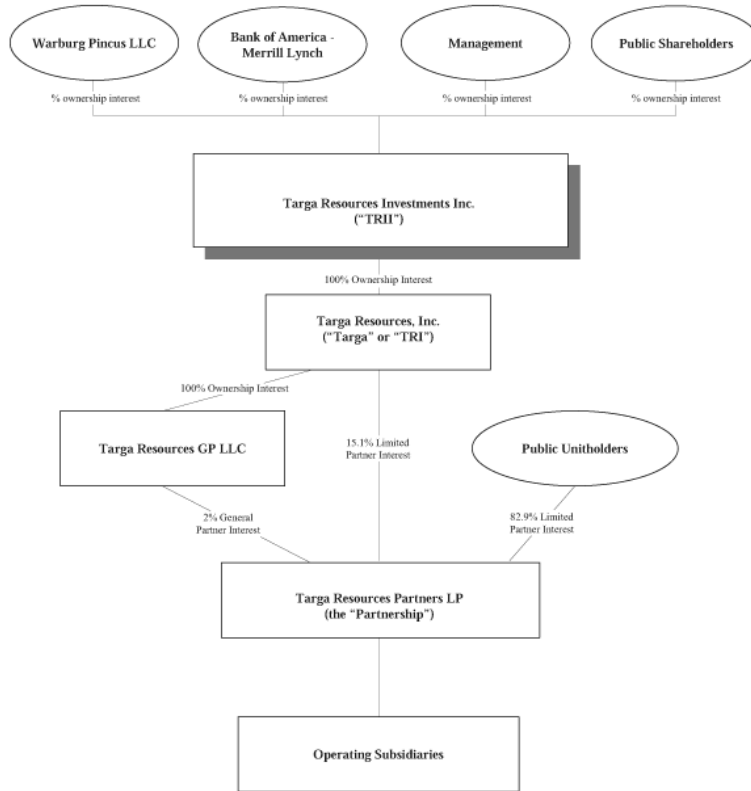 Warburg Pincus LLC
Bank of America -
Merrill Lynch
Management
Public Shareholders
% ownership interest
% ownership interest
% ownership interest
% ownership interest
Targa Resources Investments Inc.
(“TRII”)
100% Ownership Interest
Targa Resources, Inc.
(“Targa” or “TRI”)
100% Ownership Interest
Targa Resources GP LLC
15.1% Limited
Partner Interest
Public Unitholders
2% General
Partner Interest
82.9% Limited
Partner Interest
Targa Resources Partners LP
(the “Partnership”)
Operating Subsidiaries